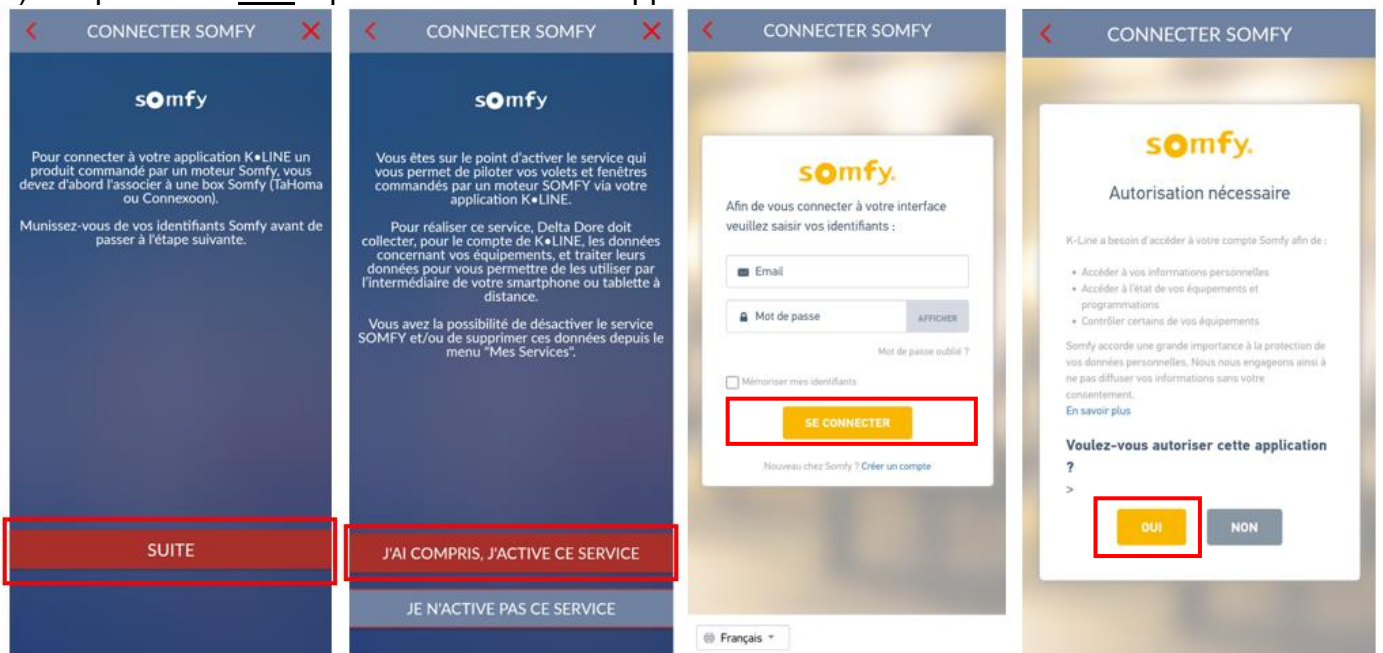 CONNECTER SOMFY
somfy
Pour connecter à votre application K•LINE un
produit commandé par un moteur Somfy, vous
devez d'abord l'associer à une box Somfy (TaHoma
ou Connexoon).
Munissez-vous de vos identifiants Somfy avant de
passer à l'étape suivante.
SUITE
CONNECTER SOMFY
somfy
Vous êtes sur le point d'activer le service qui
vous permet de piloter vos volets et fenêtres
commandés par un moteur SOMFY via votre
application K•LINE.
Pour réaliser ce service, Delta Dore doit
collecter, pour le compte de K•LINE, les données
concernant vos équipements, et traiter leurs
données pour vous permettre de les utiliser par
l'intermédiaire de votre smartphone ou tablette à
distance.
Vous avez la possibilité de désactiver le service
SOMFY et/ou de supprimer ces données depuis le
menu "Mes Services".
J'AI COMPRIS, J'ACTIVE CE SERVICE
JE N'ACTIVE PAS CE SERVICE
CONNECTER SOMFY
somfy.
Afin de vous connecter à votre interface
veuillez saisir vos identifiants :
Email
Mot de passe AFFICHER
Mot de passe oublié ?
Mémoriser mes identifiants
SE CONNECTER
Nouveau chez Somfy ? Créer un compte
Français
CONNECTER SOMFY
somfy.
Autorisation nécessaire
K-Line a besoin d'accéder à votre compte Somfy afin de :
• Accéder à vos informations personnelles
• Accéder à l'état de vos équipements et
programmations
• Contrôler certains de vos équipements
Somfy accorde une grande importance à la protection de
vos données personnelles. Nous nous engageons ainsi à
ne pas diffuser vos informations sans votre
consentement.
En savoir plus
Voulez-vous autoriser cette application
?
>
OUI NON